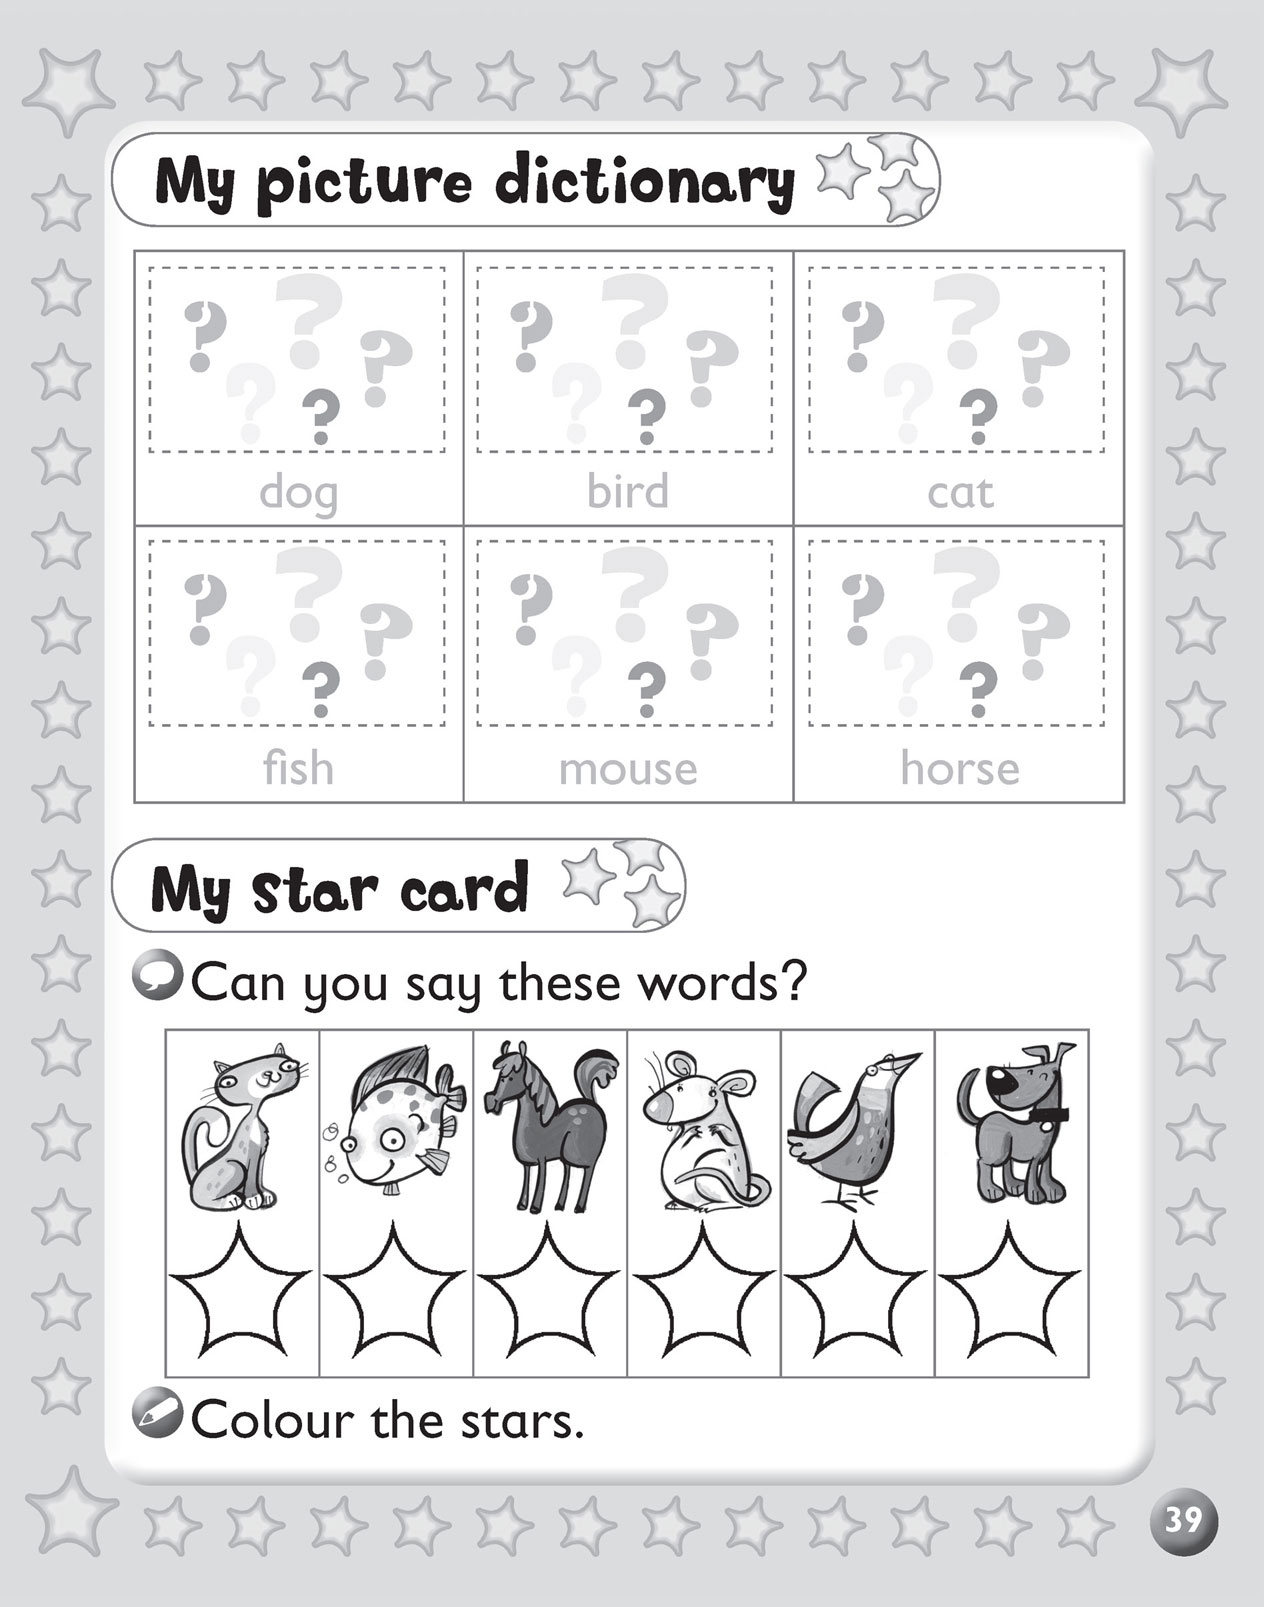 My picture dictionary
dog bird cat
fish mouse horse
My star card
Can you say these words?
Colour the stars.
39